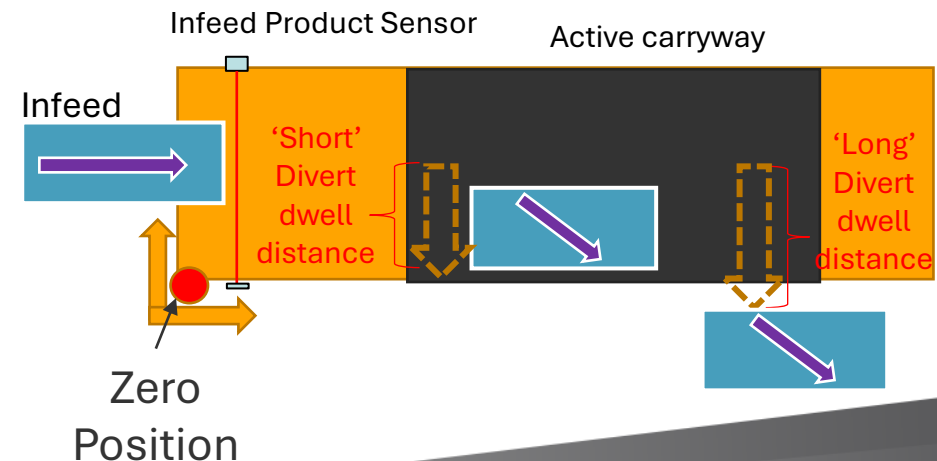 Infeed Product Sensor
Active carryway
Infeed
‘Short’
Divert
dwell
distance
‘Long’
Divert
dwell
distance
Zero
Position